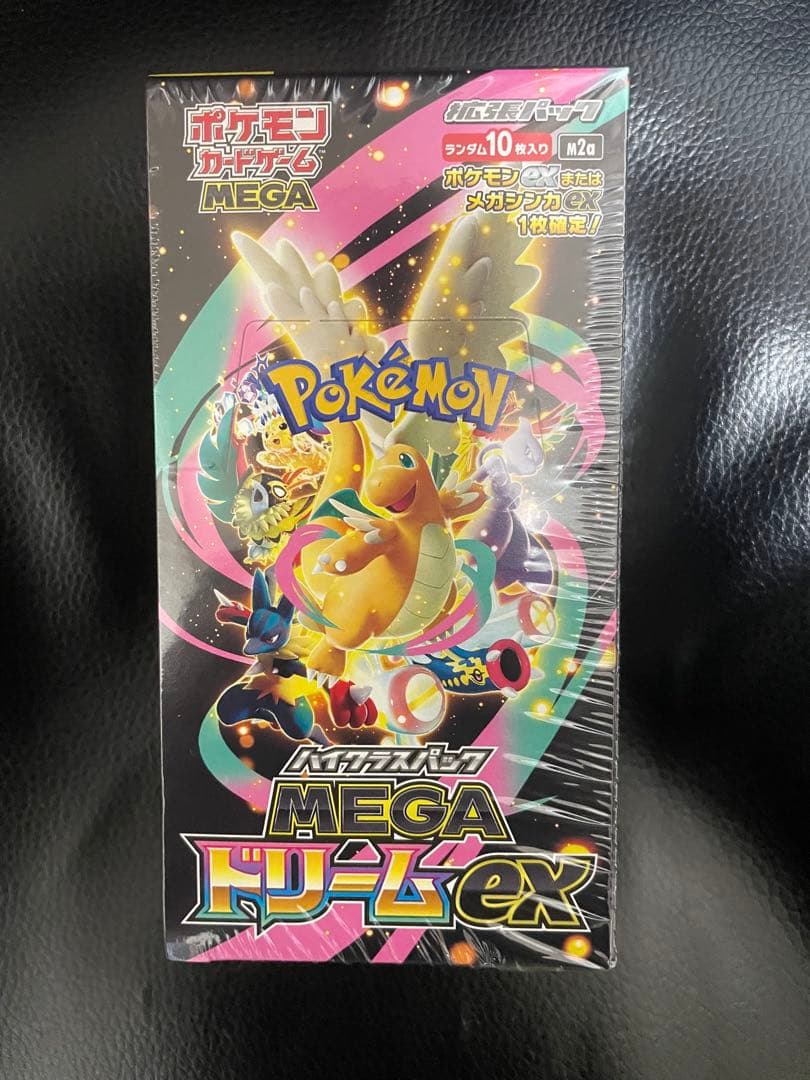 ポケモン
カードゲーム
MEGA
拡張パック
ランダム10枚入り M2a
ポケモンexまたは
メガシンカex
1枚確定!
POKéMON
ハイクラスパック
MEGA
ドリームex